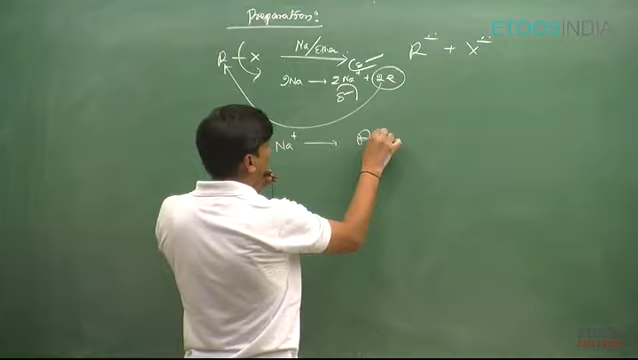 ETOOSINDIA
Preparation:
R – X Na/Ether → R⁻ + X⁻
2Na → 2Na⁺ + 2e
Na⁺ →